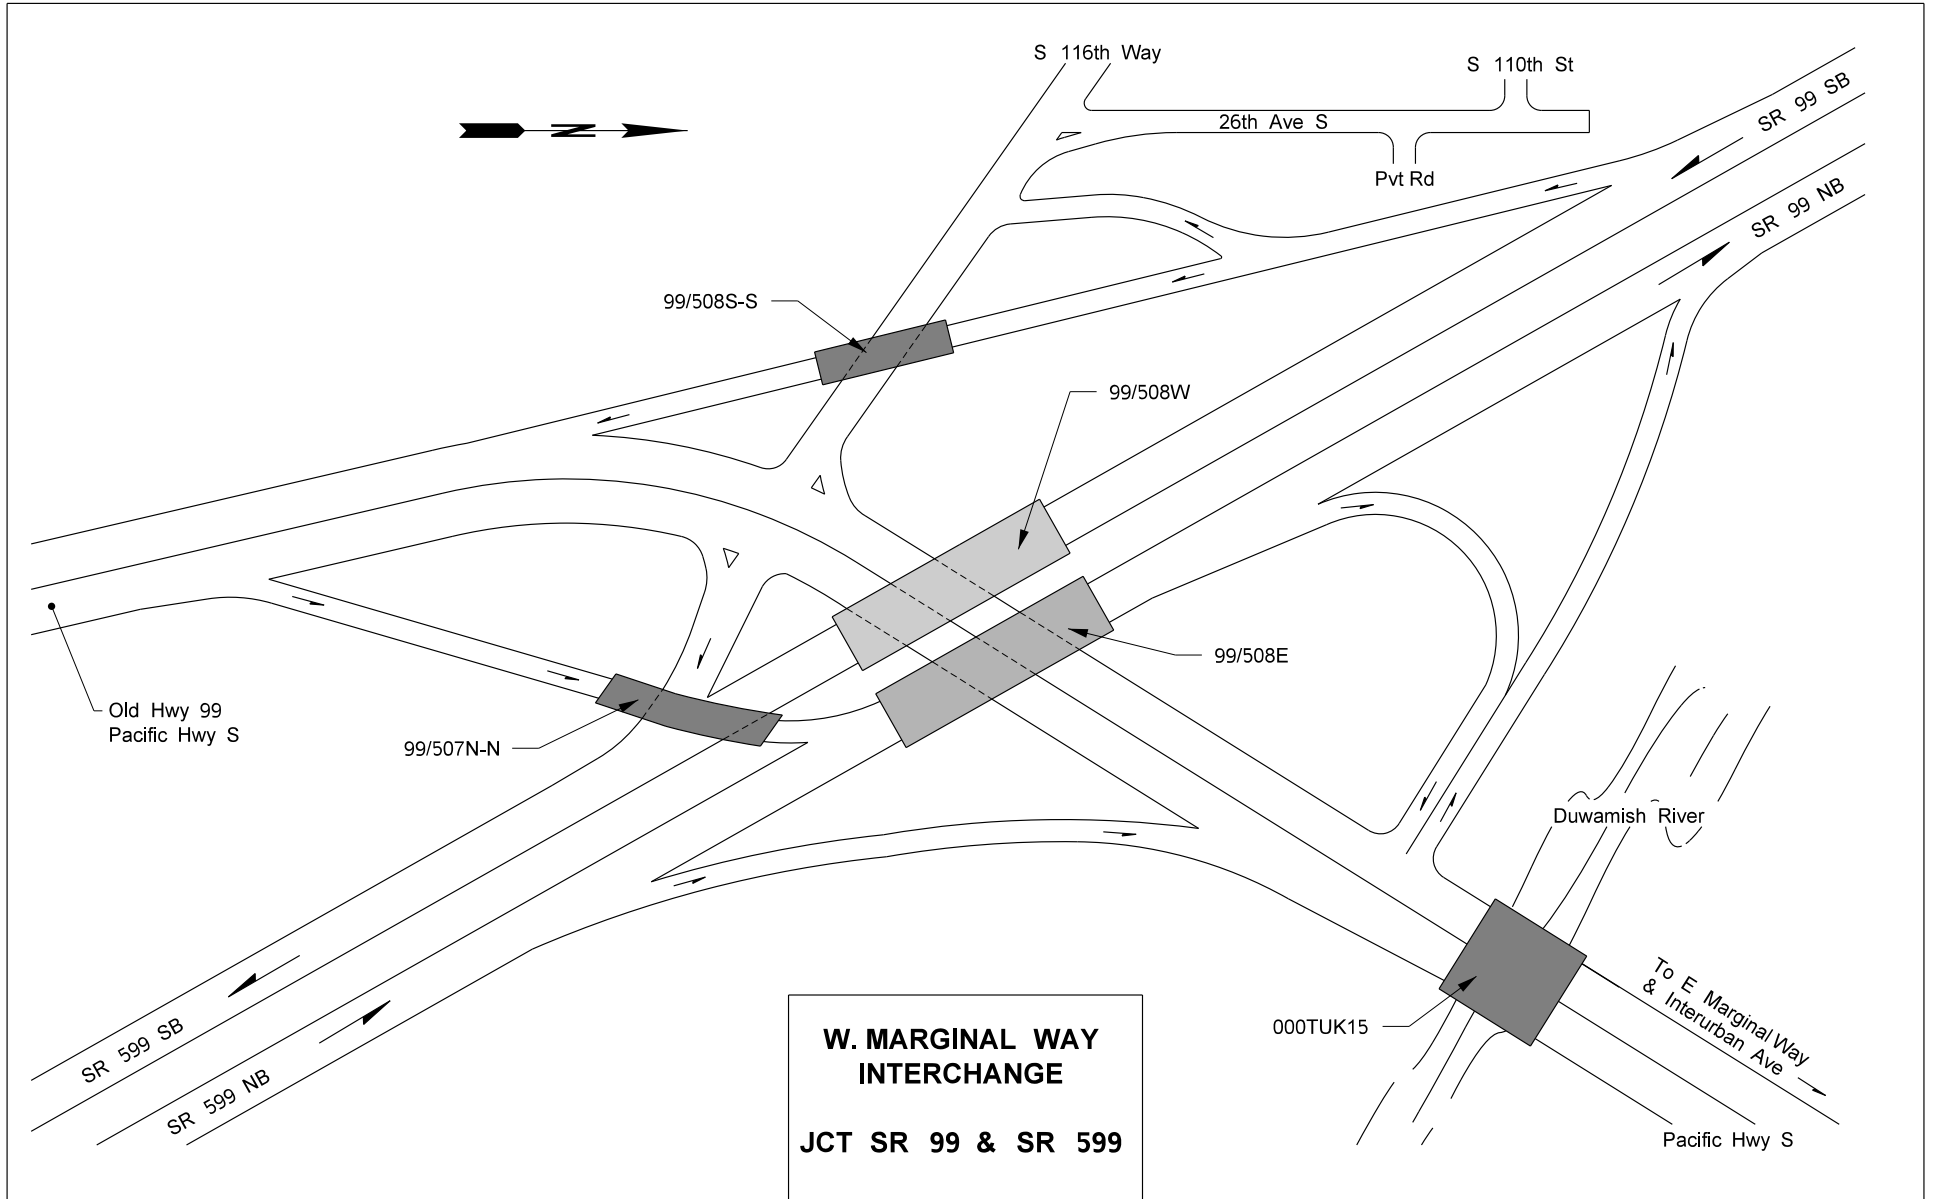 S 116th Way
S 110th St
SR 99 SB
26th Ave S
N
Pvt Rd
SR 99 NB
99/508S-S
99/508W
99/508E
Old Hwy 99
Pacific Hwy S
99/507N-N
Duwamish River
To E Marginal Way
& Interurban Ave
000TUK15
SR 599 SB
SR 599 NB
Pacific Hwy S
W. MARGINAL WAY
INTERCHANGE
JCT SR 99 & SR 599